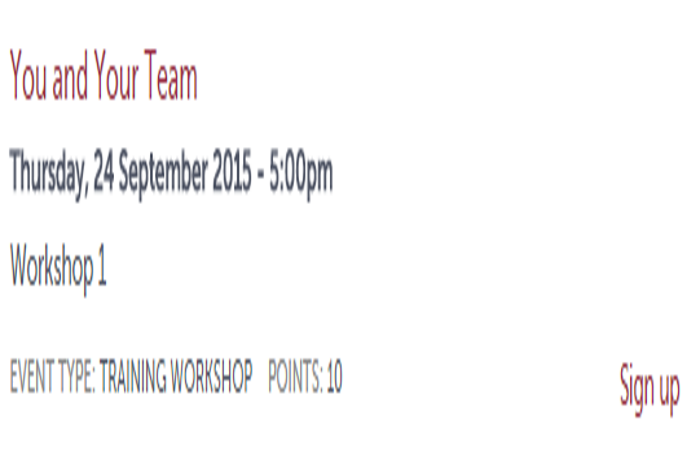 You and Your Team
Thursday, 24 September 2015 - 5:00pm
Workshop 1
EVENT TYPE: TRAINING WORKSHOP POINTS: 10 Sign up